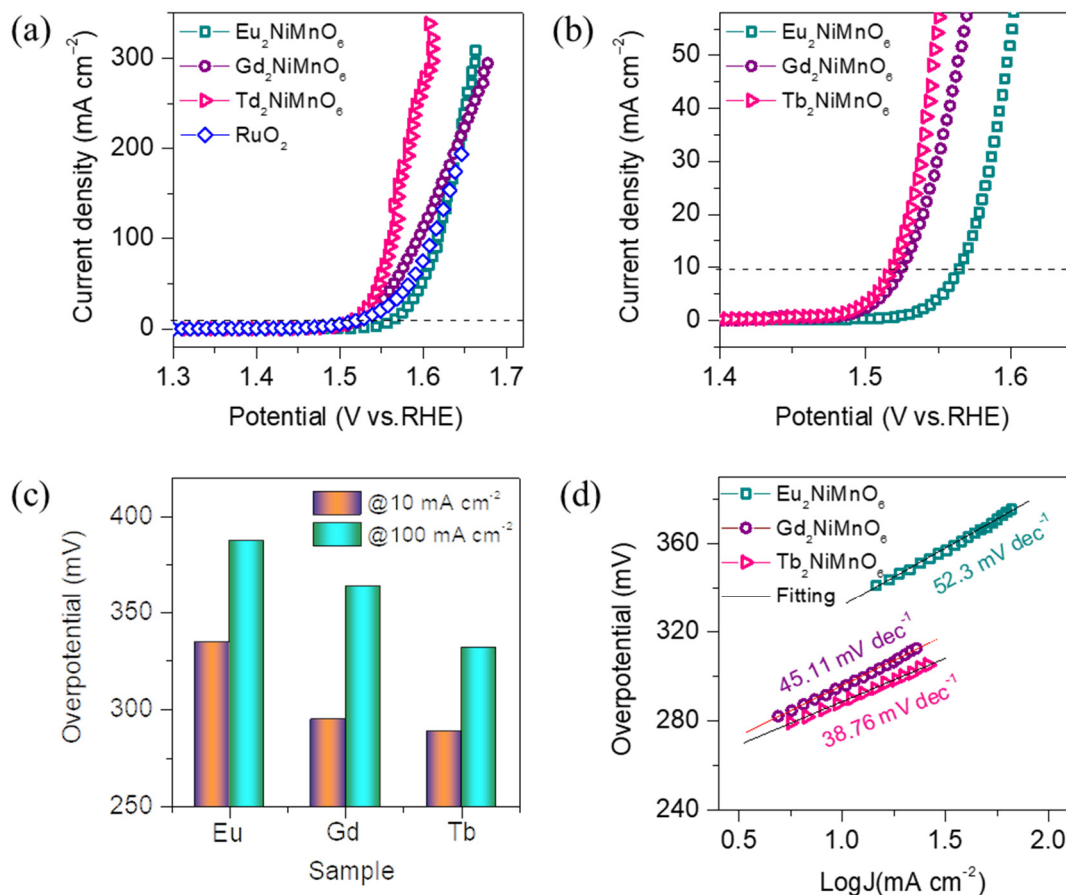 (a)
Eu₂NiMnO₆
Gd₂NiMnO₆
Td₂NiMnO₆
RuO₂
300
200
100
0
Current density (mA cm⁻²)
1.3 1.4 1.5 1.6 1.7
Potential (V vs.RHE)
(b)
Eu₂NiMnO₆
Gd₂NiMnO₆
Tb₂NiMnO₆
50
40
30
20
10
0
Current density (mA cm⁻²)
1.4 1.5 1.6
Potential (V vs.RHE)
(c)
@10 mA cm⁻²
@100 mA cm⁻²
400
350
300
250
Overpotential (mV)
Eu Gd Tb
Sample
(d)
Eu₂NiMnO₆
Gd₂NiMnO₆
Tb₂NiMnO₆
Fitting
52.3 mV dec⁻¹
45.11 mV dec⁻¹
38.76 mV dec⁻¹
360
320
280
240
Overpotential (mV)
0.5 1.0 1.5 2.0
LogJ(mA cm⁻²)